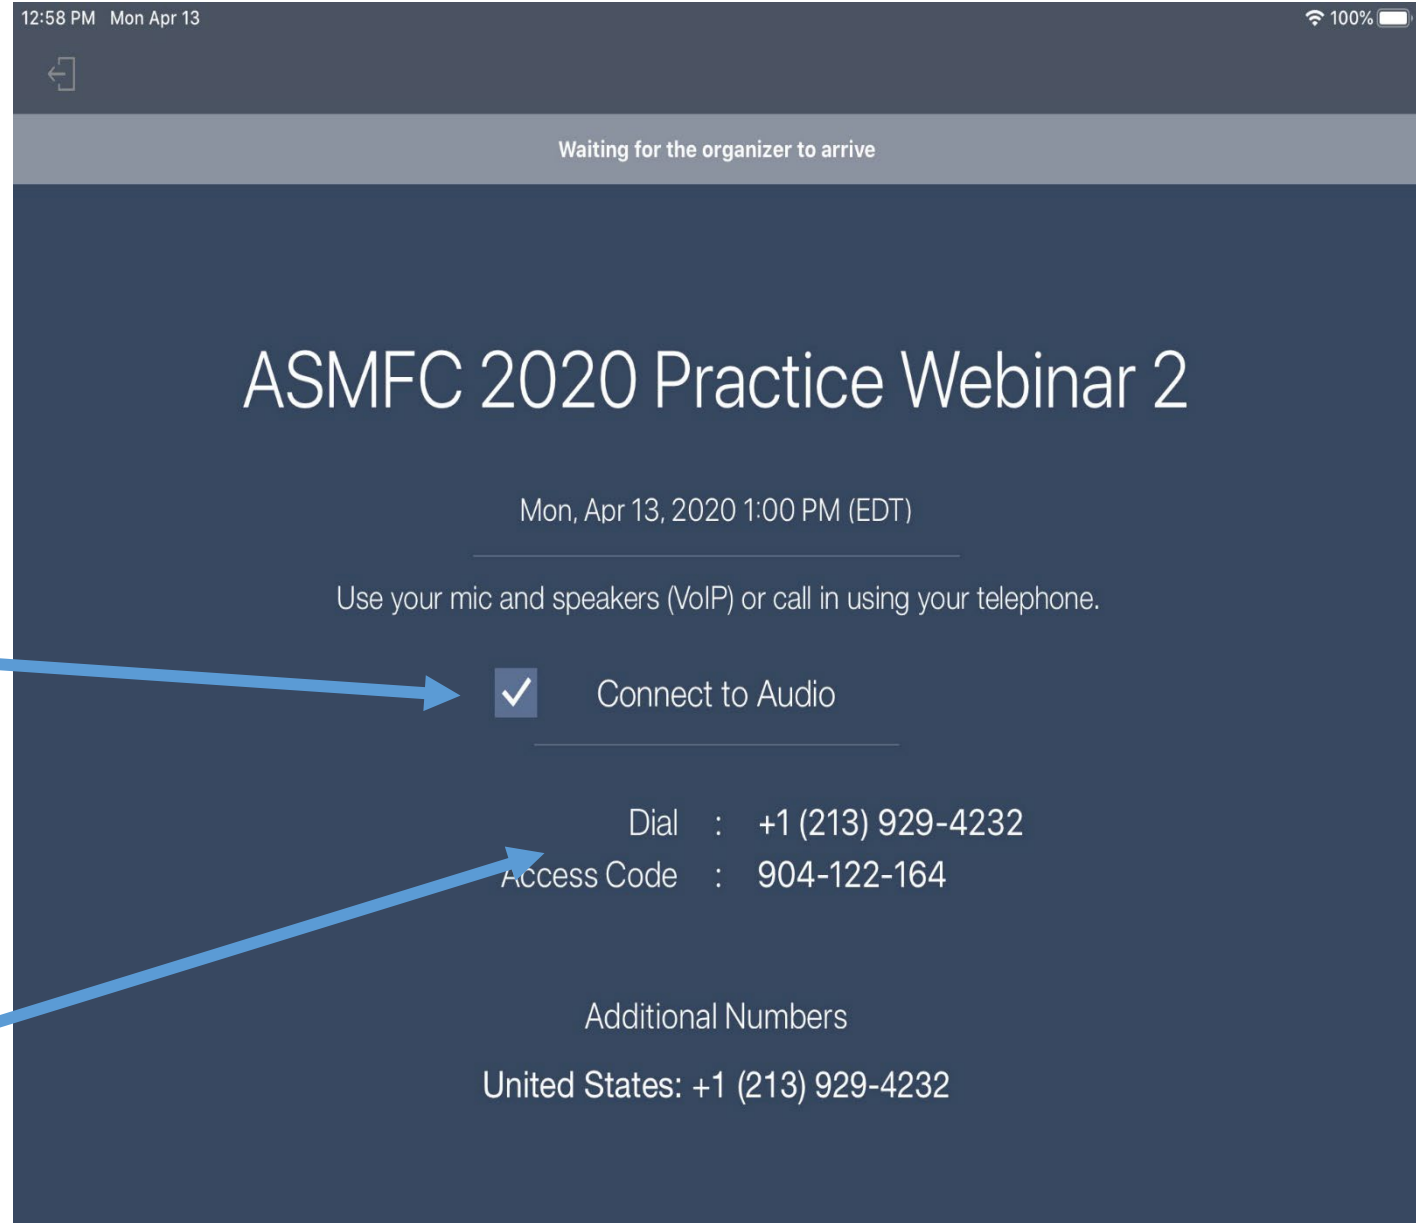 12:58 PM Mon Apr 13 100%
Waiting for the organizer to arrive
ASMFC 2020 Practice Webinar 2
Mon, Apr 13, 2020 1:00 PM (EDT)
Use your mic and speakers (VoIP) or call in using your telephone.
Connect to Audio
Dial : +1 (213) 929-4232
Access Code : 904-122-164
Additional Numbers
United States: +1 (213) 929-4232